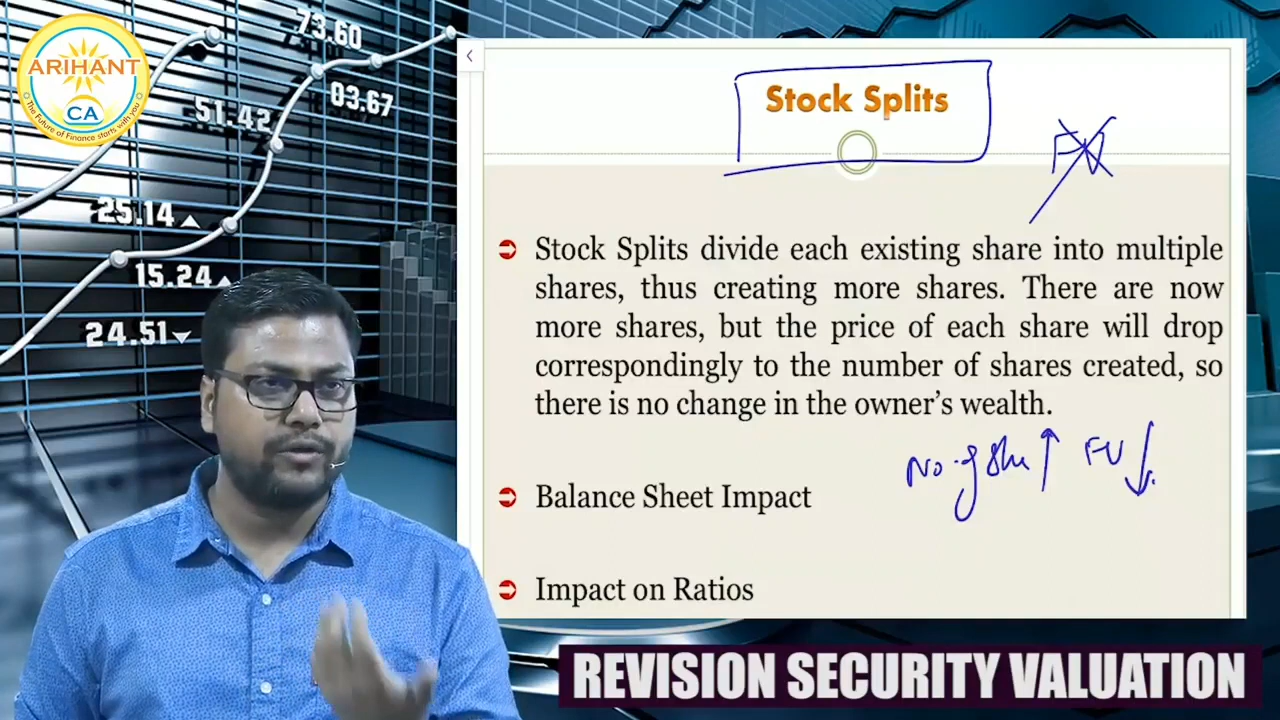 ARIHANT
CA
The Future of Finance starts with you
73.60
51.42
03.67
25.14
15.24
24.51
Stock Splits
FV
Stock Splits divide each existing share into multiple
shares, thus creating more shares. There are now
more shares, but the price of each share will drop
correspondingly to the number of shares created, so
there is no change in the owner's wealth.
No. of Sha ↑ FV ↓
Balance Sheet Impact
Impact on Ratios
REVISION SECURITY VALUATION